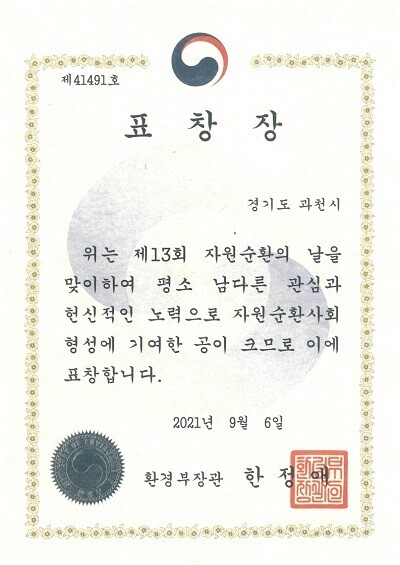 제41491호
표 창 장
경기도 과천시
위는 제13회 자원순환의 날을
맞이하여 평소 남다른 관심과
헌신적인 노력으로 자원순환사회
형성에 기여한 공이 크므로 이에
표창합니다.
2021년 9월 6일
환경부장관 한 정 애